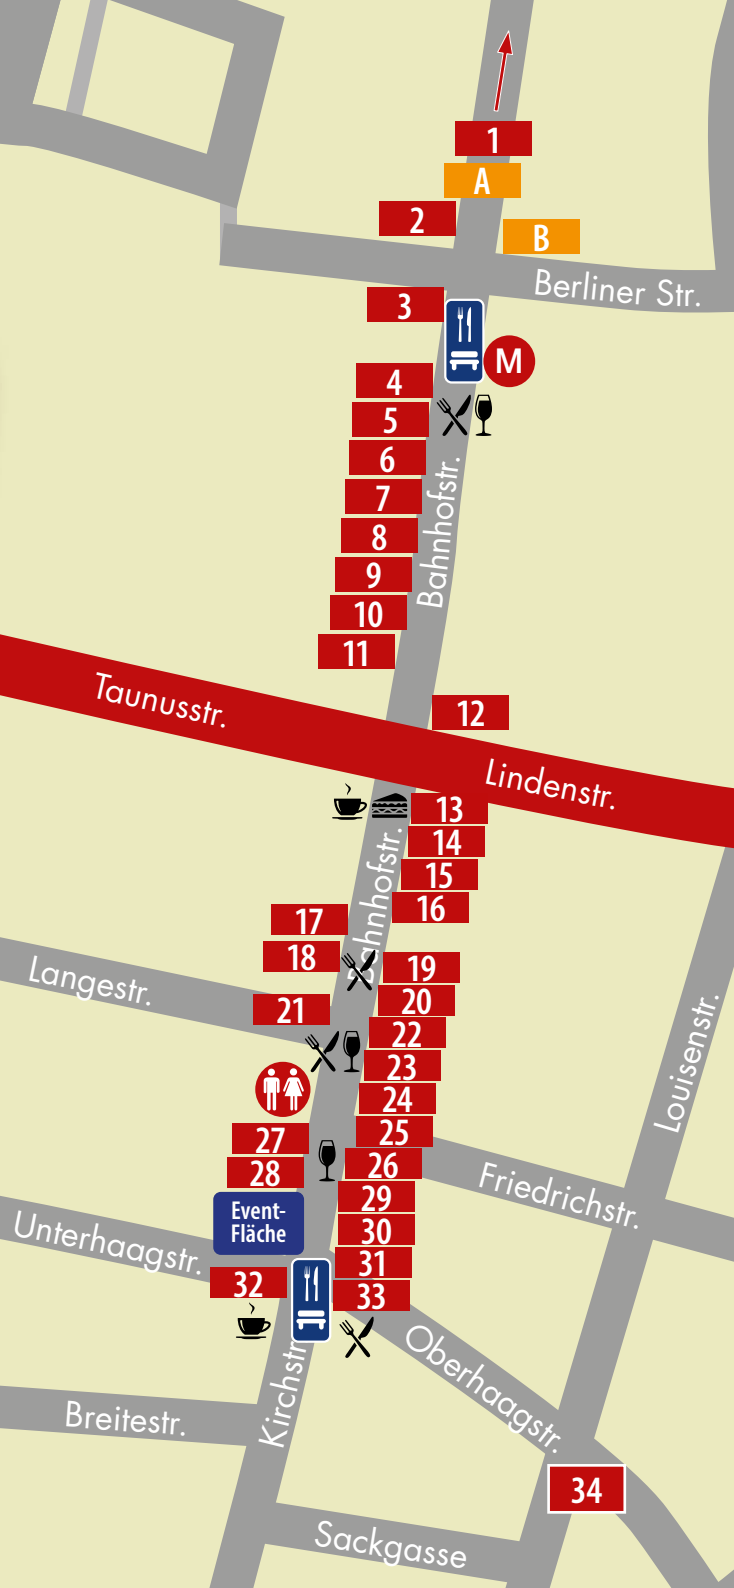 1
A
2
B
Berliner Str.
3
M
4
5
6
7
Bahnhofstr.
8
9
10
11
Taunusstr.
12
Lindenstr.
13
14
Bahnhofstr.
15
16
17
18
19
Langestr.
20
21
22
23
24
Louisenstr.
25
27
26
28
Friedrichstr.
29
Event-
Fläche
30
Unterhaagstr.
31
32
33
Oberhaagstr.
Kirchstr.
Breitestr.
34
Sackgasse